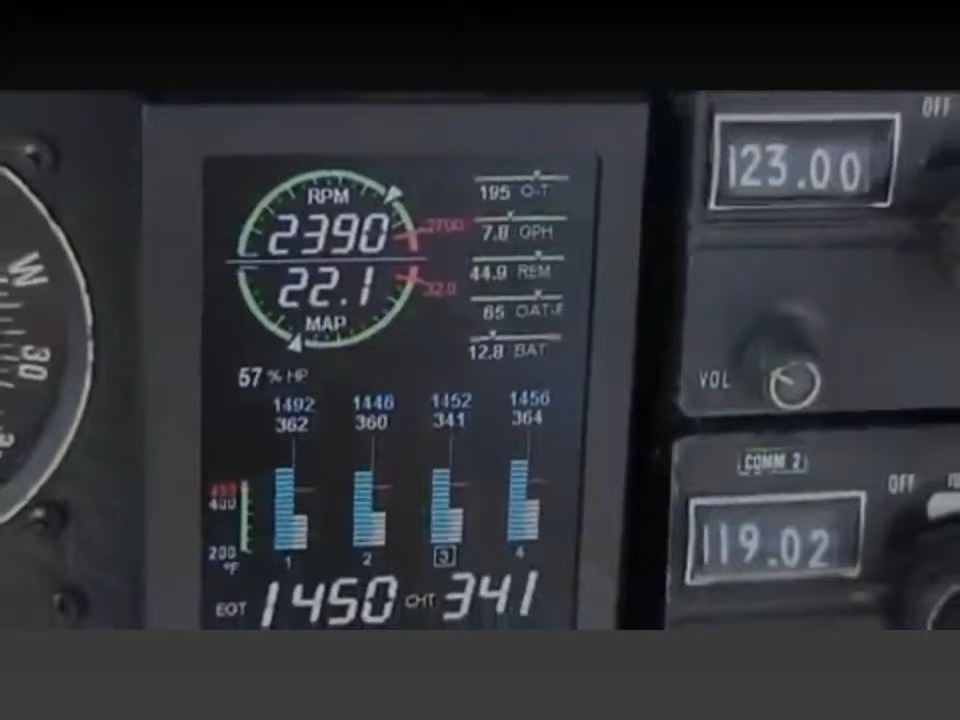 W
30
RPM
2390
2700
22.1
32.0
MAP
57 % HP
195 O-T
7.8 GPH
44.9 REM
65 OAT-F
12.8 BAT
1492 1446 1452 1456
362 360 341 364
450
400
200
°F
1 2 3 4
EGT 1450 CHT 341
OFF
123.00
VOL
COMM 2
OFF
119.02